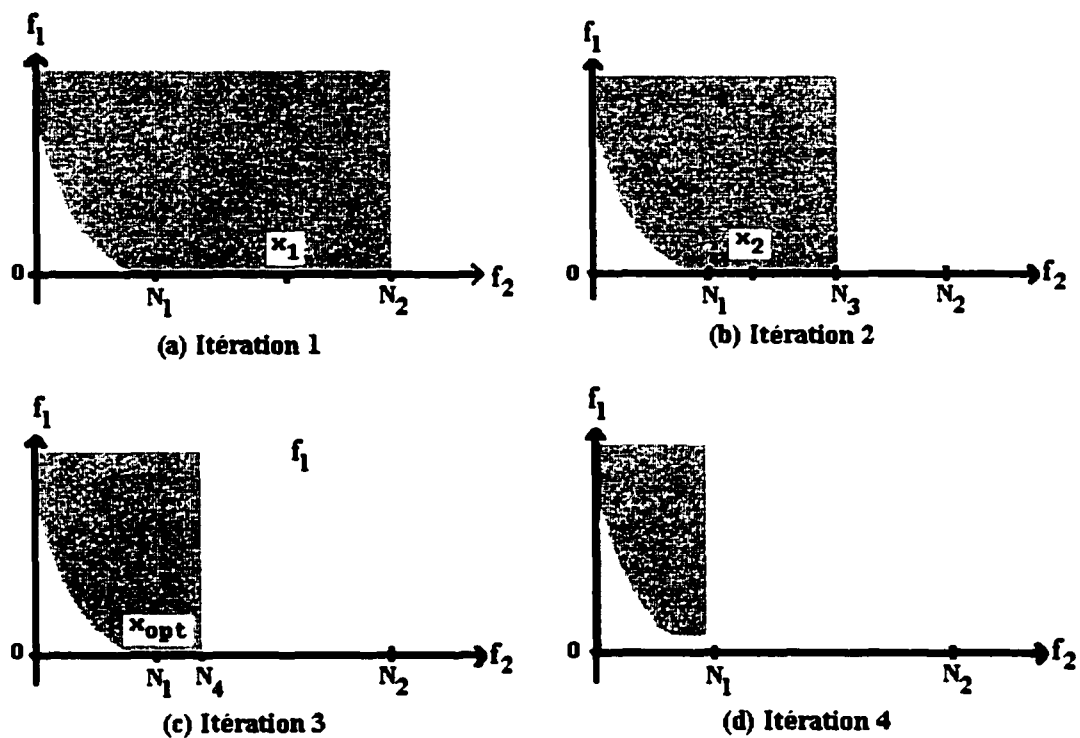 f1
x1
0
N1
N2
f2
(a) Itération 1
f1
x2
0
N1
N3
N2
f2
(b) Itération 2
f1
f1
xopt
0
N1
N4
N2
f2
(c) Itération 3
f1
0
N1
N2
f2
(d) Itération 4